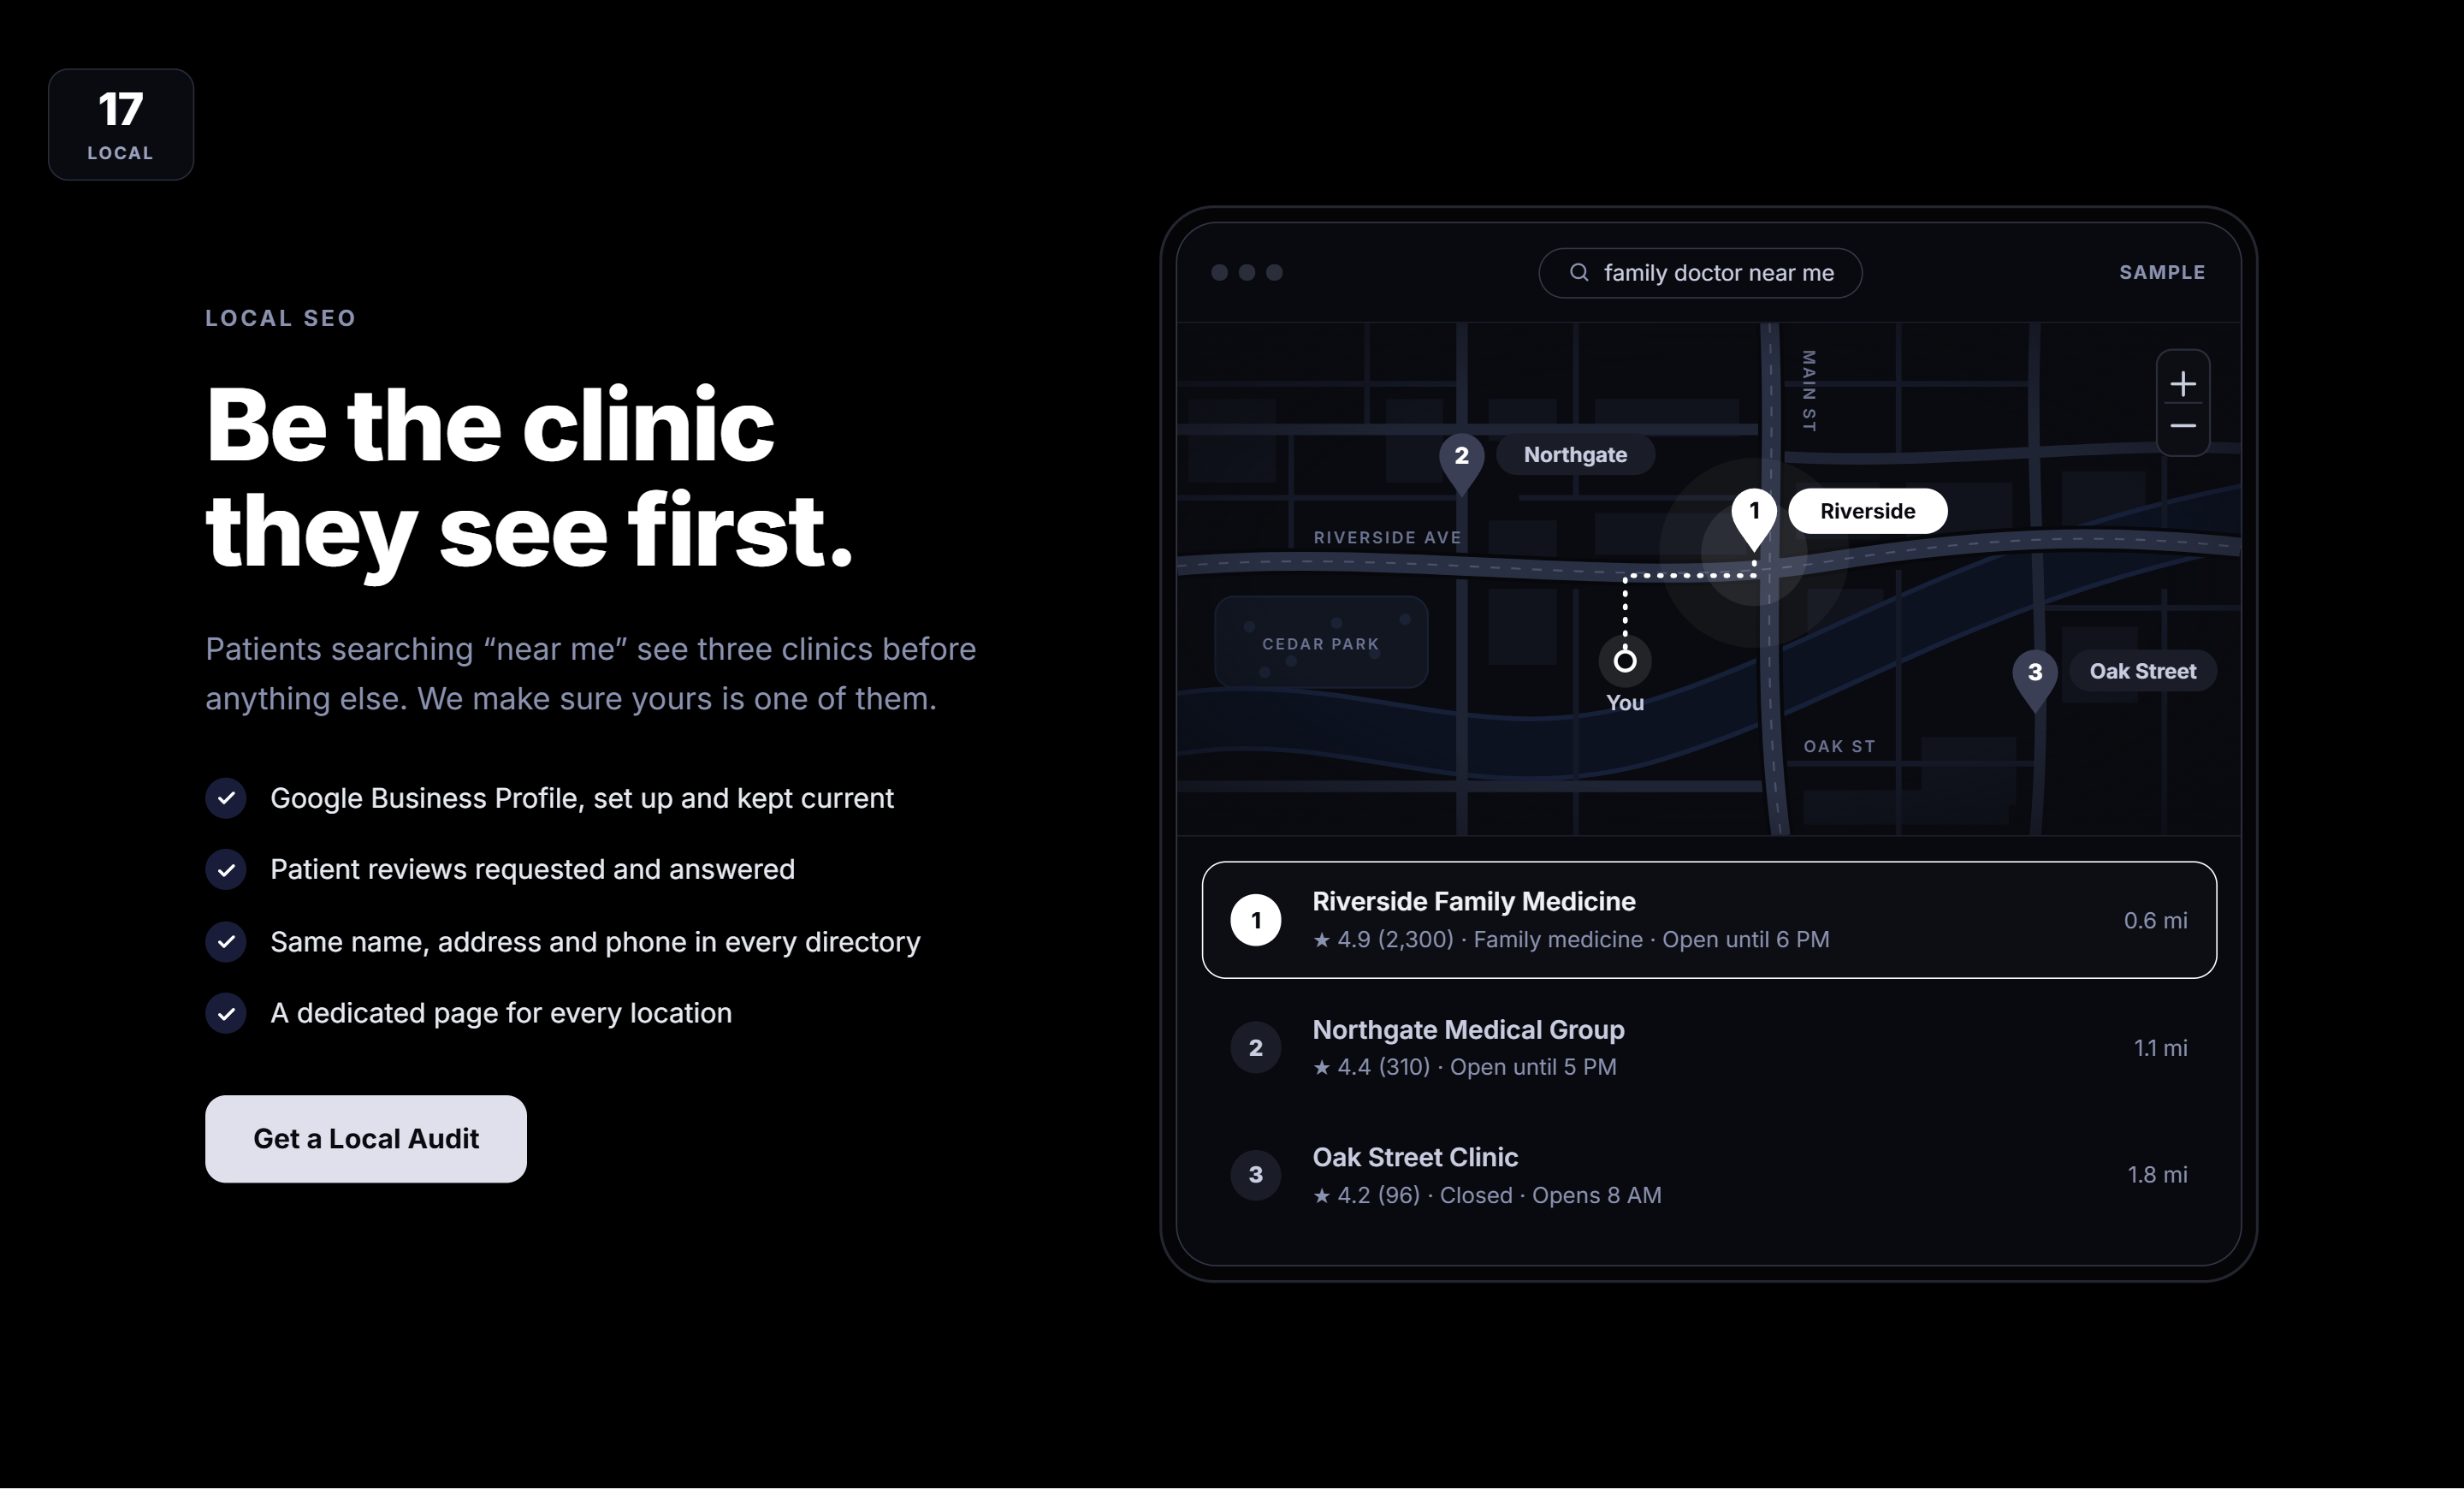 17
LOCAL
LOCAL SEO
Be the clinic
they see first.
Patients searching “near me” see three clinics before
anything else. We make sure yours is one of them.
Google Business Profile, set up and kept current
Patient reviews requested and answered
Same name, address and phone in every directory
A dedicated page for every location
Get a Local Audit
family doctor near me
SAMPLE
MAIN ST
2 Northgate
1 Riverside
RIVERSIDE AVE
CEDAR PARK
3 Oak Street
You
OAK ST
1
Riverside Family Medicine
★ 4.9 (2,300) · Family medicine · Open until 6 PM
0.6 mi
2
Northgate Medical Group
★ 4.4 (310) · Open until 5 PM
1.1 mi
3
Oak Street Clinic
★ 4.2 (96) · Closed · Opens 8 AM
1.8 mi